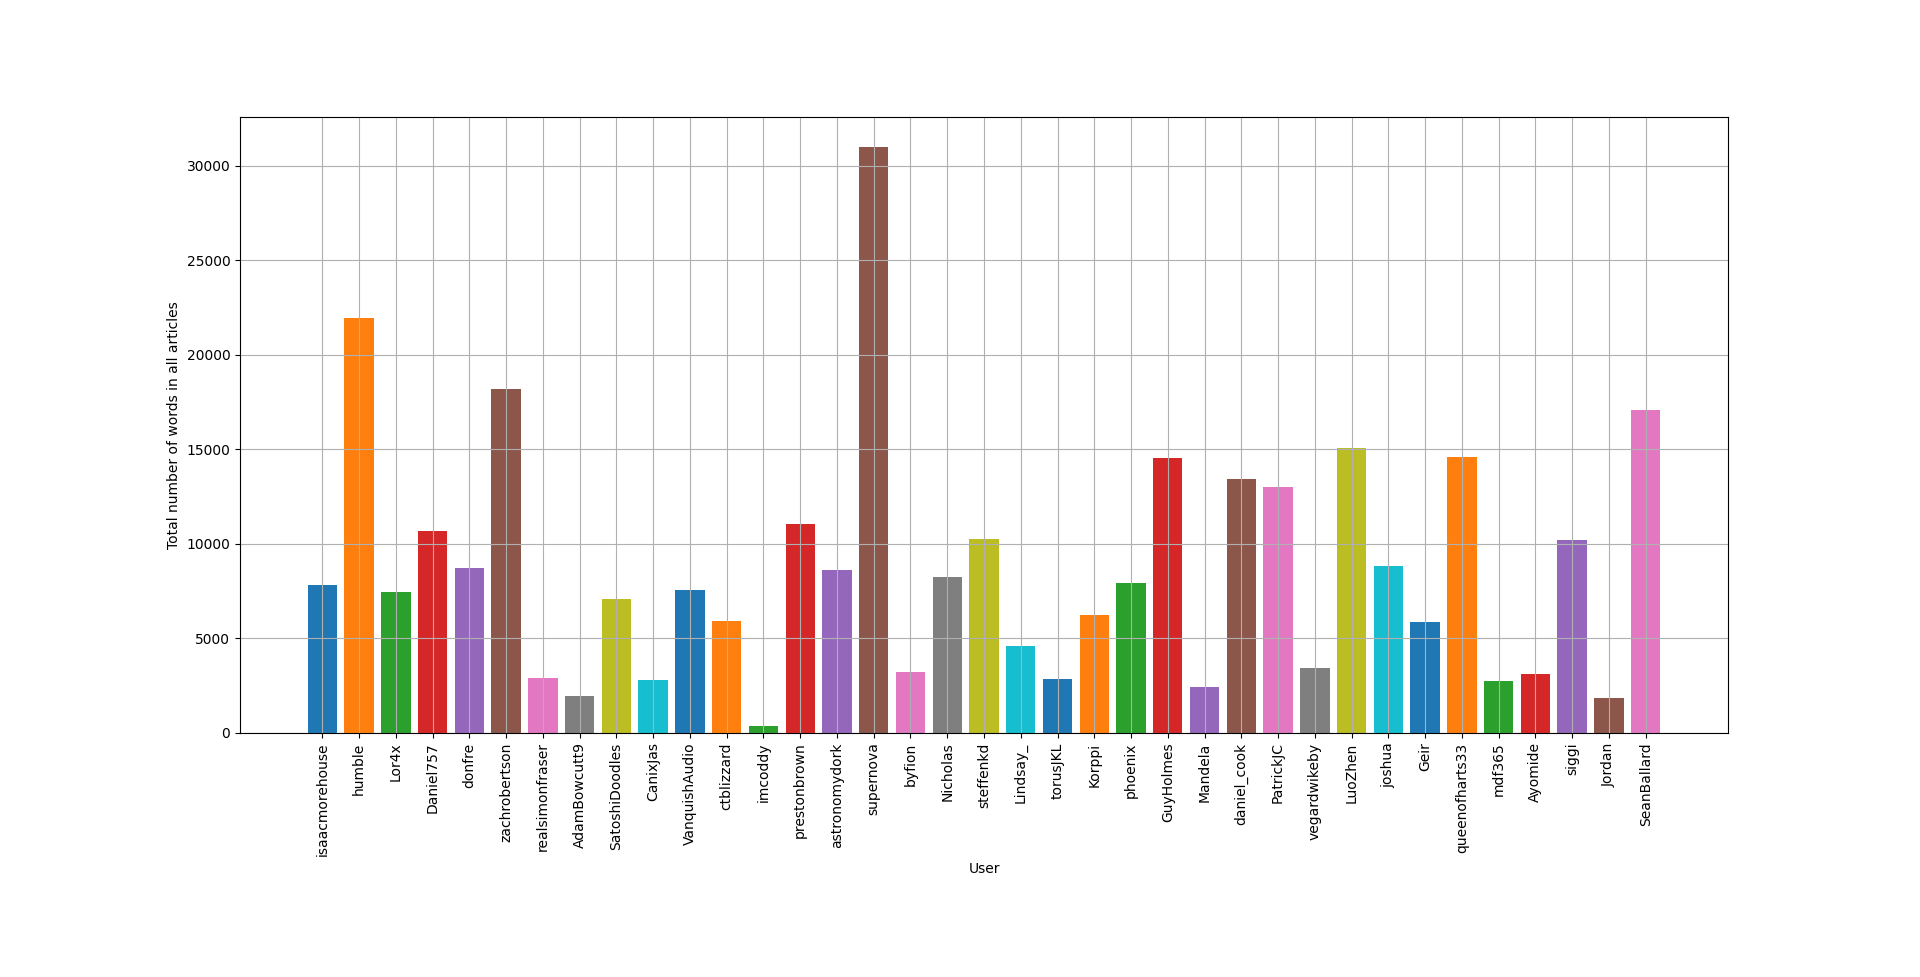 Total number of words in all articles
30000
25000
20000
15000
10000
5000
0
isaacmorehouse
humble
Lor4x
Daniel757
donfre
zachrobertson
realsimonfraser
AdamBowcutt9
SatoshiDoodles
CanixJas
VanquishAudio
ctblizzard
imcoddy
prestonbrown
astronomydork
supernova
byfion
Nicholas
steffenkd
Lindsay_
torusJKL
Korppi
phoenix
GuyHolmes
Mandela
daniel_cook
PatrickJC
vegardwikeby
LuoZhen
joshua
Geir
queenofharts33
mdf365
Ayomide
siggi
Jordan
SeanBallard
User